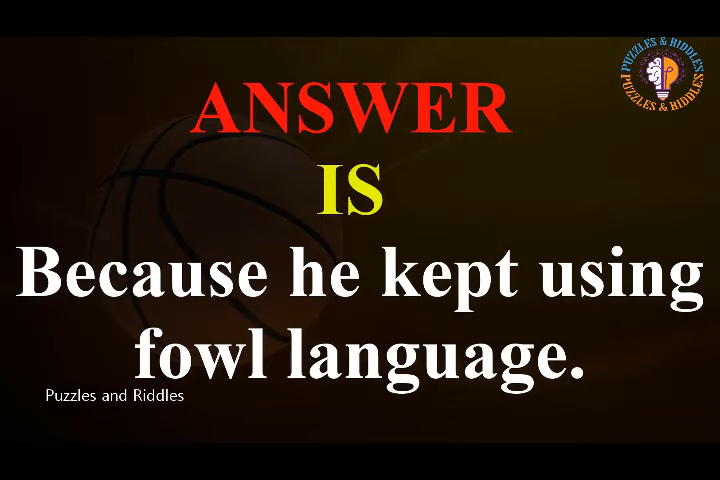 PUZZLES & RIDDLES
PUZZLES & RIDDLES
ANSWER
IS
Because he kept using
fowl language.
Puzzles and Riddles